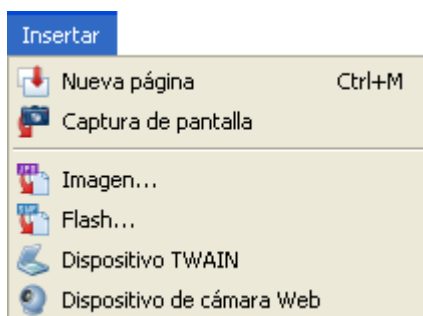 Insertar
Nueva página Ctrl+M
Captura de pantalla
Imagen...
Flash...
Dispositivo TWAIN
Dispositivo de cámara Web